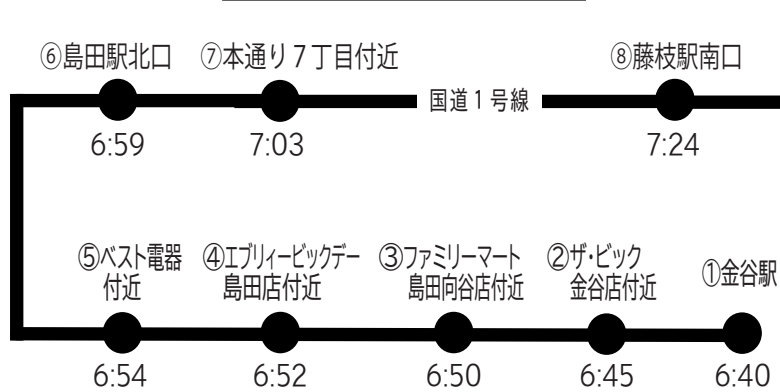 ⑥島田駅北口
⑦本通り７丁目付近
⑧藤枝駅南口
国道１号線
6:59
7:03
7:24
⑤ベスト電器
付近
④エブリィービックデー
島田店付近
③ファミリーマート
島田向谷店付近
②ザ・ビック
金谷店付近
①金谷駅
6:54
6:52
6:50
6:45
6:40